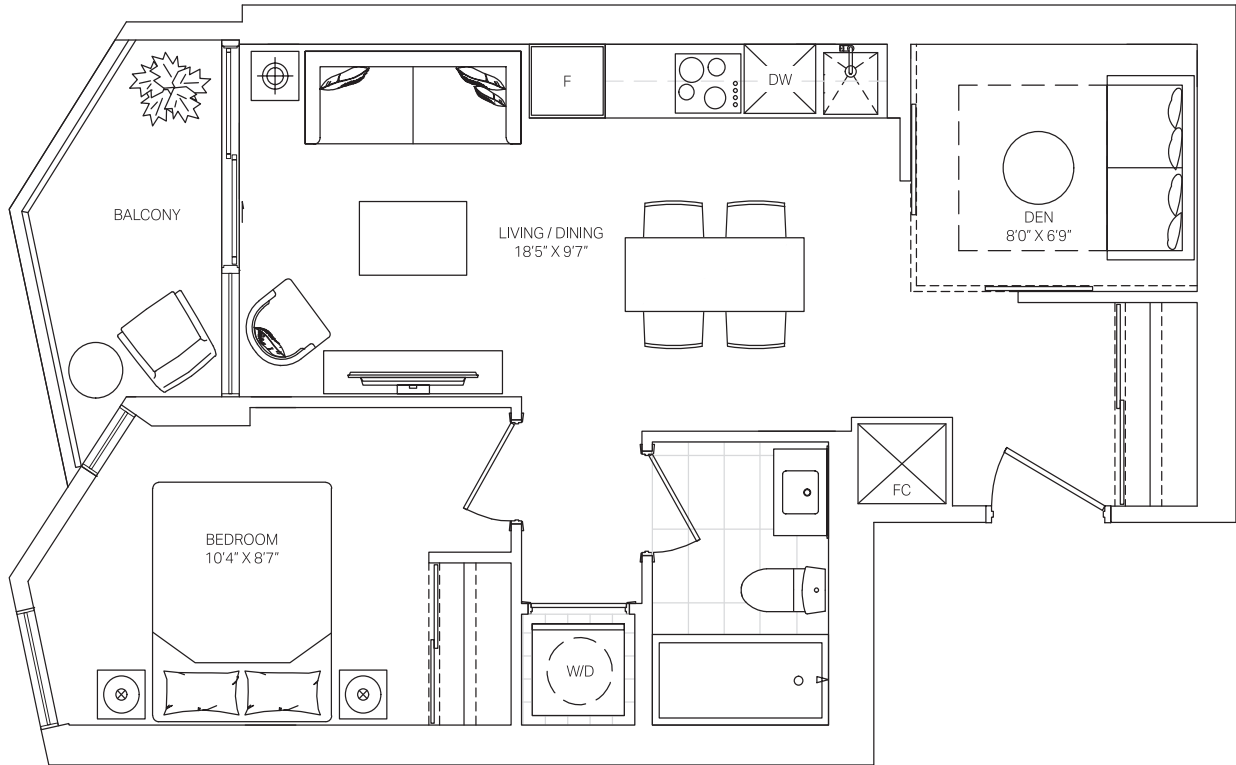 F
DW
BALCONY
LIVING / DINING
18'5" X 9'7"
DEN
8'0" X 6'9"
FC
BEDROOM
10'4" X 8'7"
W/D